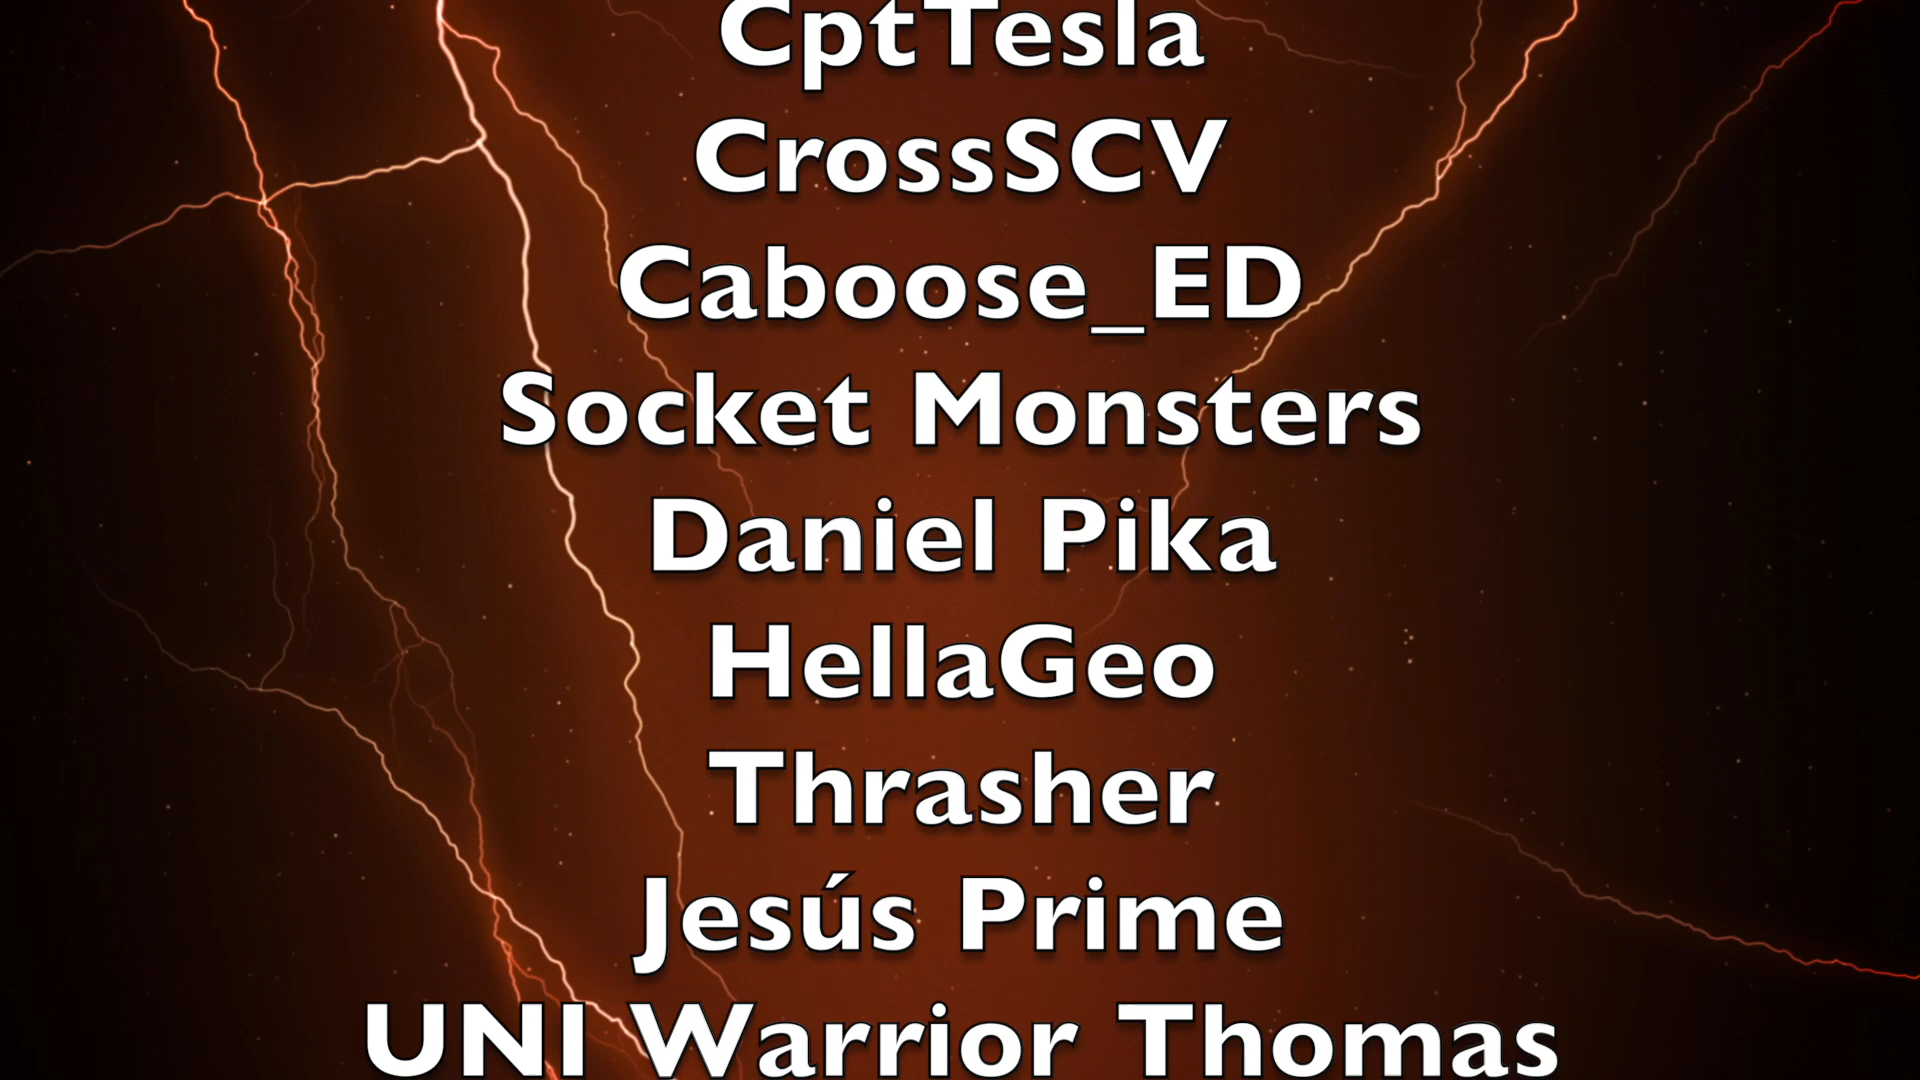 CptTesla
CrossSCV
Caboose_ED
Socket Monsters
Daniel Pika
HellaGeo
Thrasher
Jesús Prime
UNI Warrior Thomas